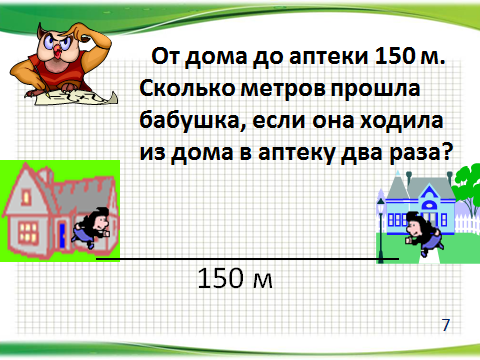 От дома до аптеки 150 м.
Сколько метров прошла
бабушка, если она ходила
из дома в аптеку два раза?
150 м
7